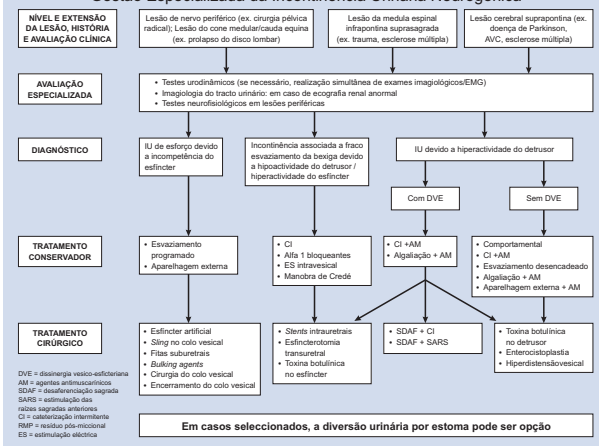 Gestão Especializada da Incontinência Urinária Neurogénica
NÍVEL E EXTENSÃO
DA LESÃO, HISTÓRIA
E AVALIAÇÃO CLÍNICA
Lesão de nervo periférico (ex. cirurgia pélvica
radical); Lesão do cone medular/cauda equina
(ex. prolapso do disco lombar)
Lesão da medula espinal
infrapontina suprasagrada
(ex. trauma, esclerose múltipla)
Lesão cerebral suprapontina (ex.
doença de Parkinson,
AVC, esclerose múltipla)
AVALIAÇÃO
ESPECIALIZADA
• Testes urodinâmicos (se necessário, realização simultânea de exames imagiológicos/EMG)
• Imagiologia do tracto urinário: em caso de ecografia renal anormal
• Testes neurofisiológicos em lesões periféricas
DIAGNÓSTICO
IU de esforço devido
a incompetência do
esfíncter
Incontinência associada a fraco
esvaziamento da bexiga devido
a hipoactividade do detrusor /
hiperactividade do esfíncter
IU devido a hiperactividade do detrusor
Com DVE
Sem DVE
TRATAMENTO
CONSERVADOR
• Esvaziamento
programado
• Aparelhagem externa
• CI
• Alfa 1 bloqueantes
• ES intravesical
• Manobra de Credé
• CI +AM
• Algaliação + AM
• Comportamental
• CI +AM
Esvaziamento desencadeado
• Algaliação + AM
• Aparelhagem externa + AM
TRATAMENTO
CIRÚRGICO
• Esfíncter artificial
• Sling no colo vesical
• Fitas suburetrais
• Bulking agents
• Cirurgia do colo vesical
• Encerramento do colo vesical
• Stents intrauretrais
• Esfincterotomia
transuretral
• Toxina botulínica
no esfíncter
• SDAF + CI
• SDAF + SARS
• Toxina botulínica
no detrusor
• Enterocistoplastia
• Hiperdistensãovesical
DVE = dissinergia vesico-esficteriana
AM = agentes antimuscarínicos
SDAF = desaferenciação sagrada
SARS = estimulação das
raízes sagradas anteriores
CI = cateterização intermitente
RMP = resíduo pós-miccional
ES = estimulação eléctrica
Em casos seleccionados, a diversão urinária por estoma pode ser opção